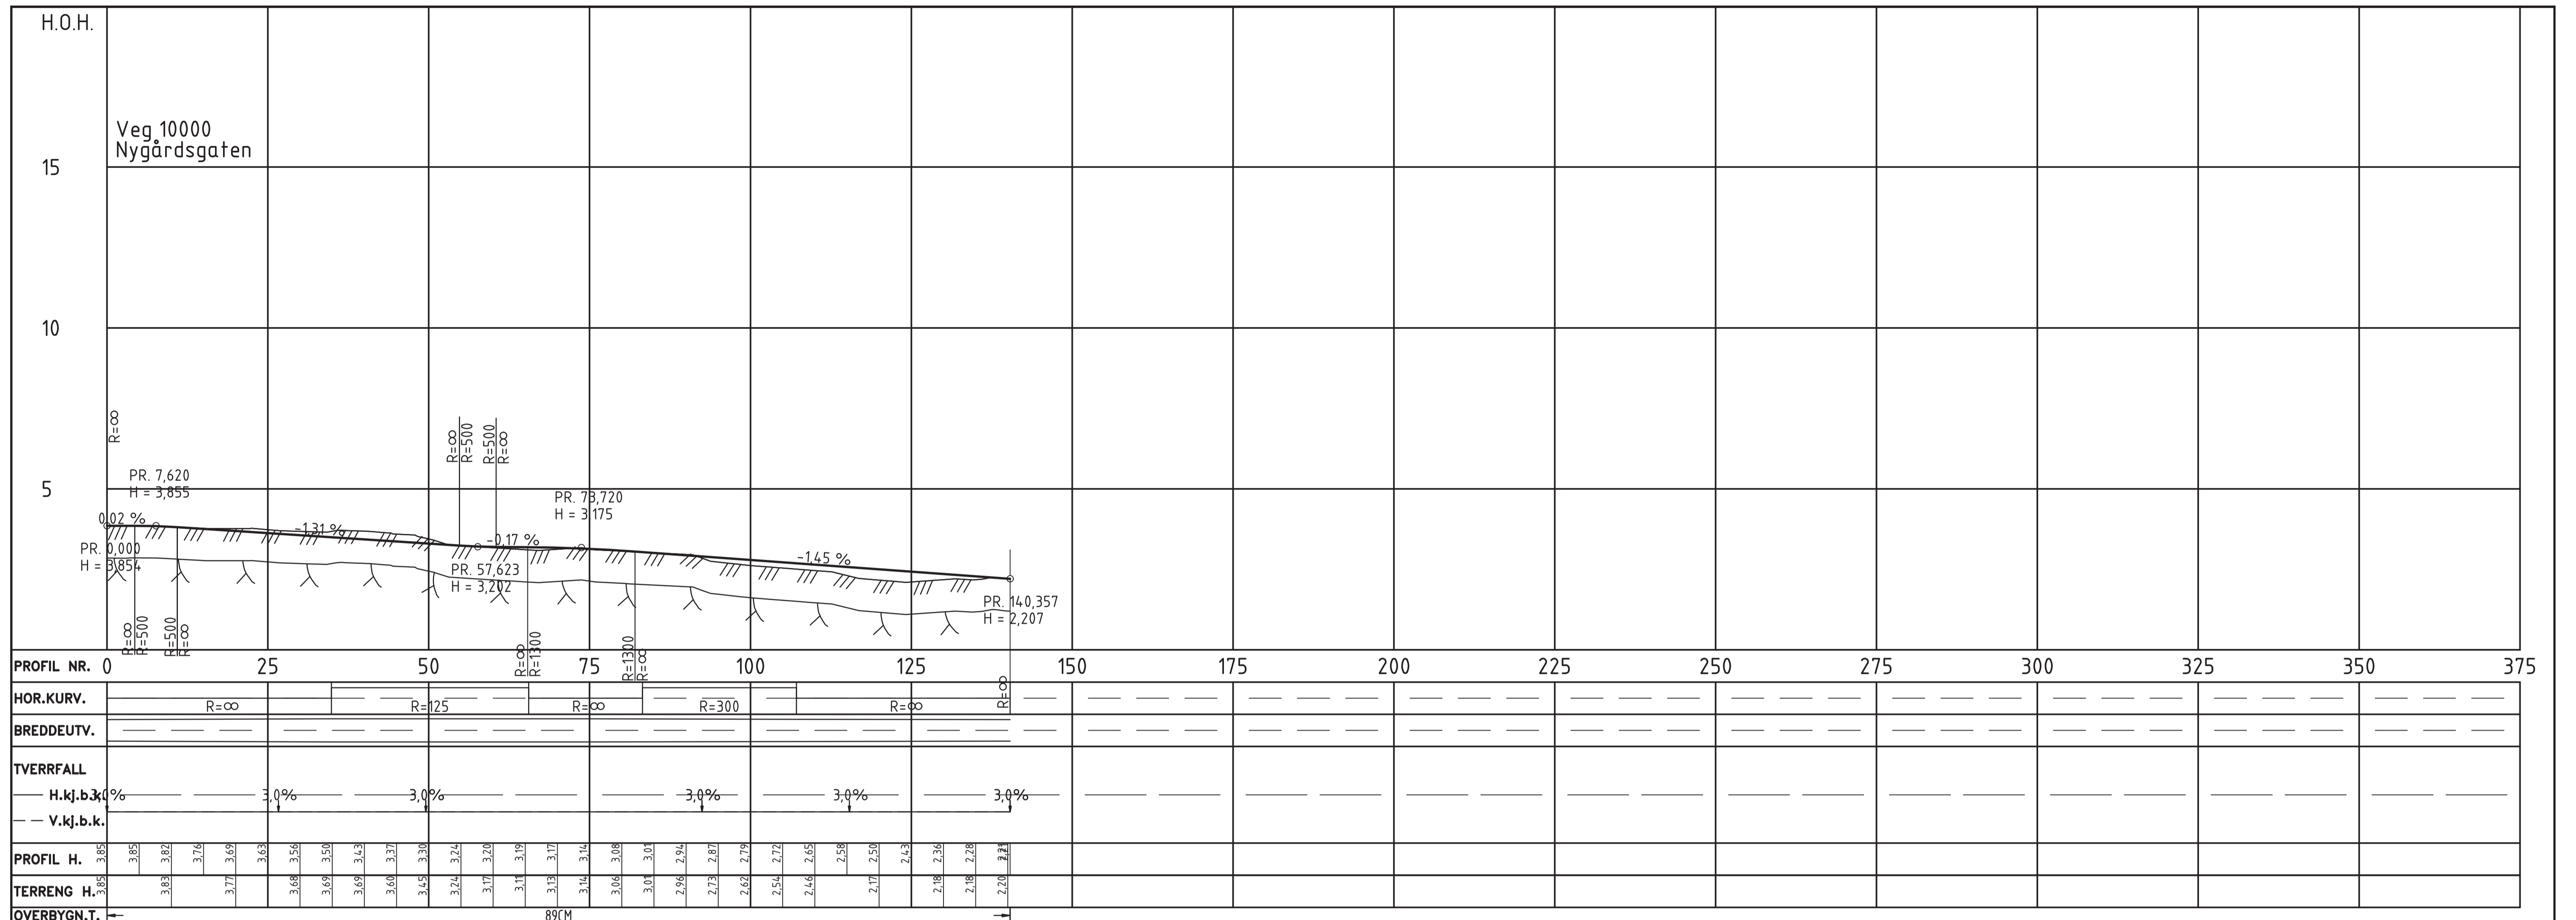 H.O.H.
Veg 10000
Nygårdsgaten
15
10
5
R=∞
R=∞
R=500
R=500
R=∞
PR. 7,620
H = 3,855
PR. 73,720
H = 3,175
0,02 %
-1,31 %
-0,17 %
-1,45 %
PR. 0,000
H = 3,854
PR. 57,623
H = 3,202
PR. 140,357
H = 2,207
R=∞
R=500
R=500
R=∞
R=∞
R=1300
R=1300
R=∞
R=∞
PROFIL NR. 0 25 50 75 100 125 150 175 200 225 250 275 300 325 350 375
HOR.KURV. R=∞ R=125 R=∞ R=300 R=∞
BREDDEUTV.
TVERRFALL
H.kj.b.k. 3,0% 3,0% 3,0% 3,0% 3,0% 3,0%
V.kj.b.k.
PROFIL H. 3,85 3,85 3,82 3,76 3,69 3,63 3,56 3,50 3,43 3,37 3,30 3,24 3,20 3,19 3,17 3,14 3,08 3,01 2,94 2,87 2,79 2,72 2,65 2,58 2,50 2,43 2,36 2,28
TERRENG H. 3,85 3,83 3,77 3,68 3,69 3,69 3,60 3,45 3,24 3,17 3,11 3,13 3,14 3,06 3,01 2,96 2,73 2,62 2,54 2,46 2,17 2,18 2,18 2,20
OVERBYGN.T. 89CM